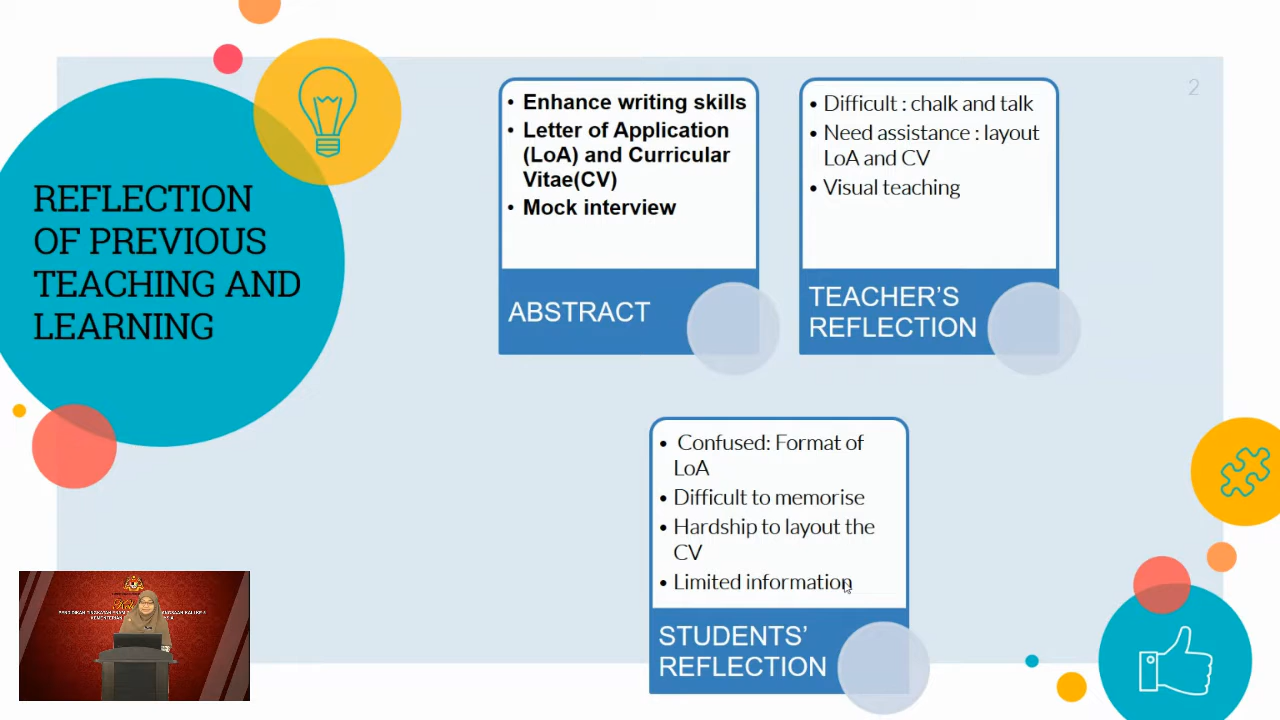 2
REFLECTION
OF PREVIOUS
TEACHING AND
LEARNING
• Enhance writing skills
• Letter of Application
(LoA) and Curricular
Vitae(CV)
• Mock interview
ABSTRACT
• Difficult : chalk and talk
• Need assistance : layout
LoA and CV
• Visual teaching
TEACHER'S
REFLECTION
• Confused: Format of
LoA
• Difficult to memorise
• Hardship to layout the
CV
• Limited information
STUDENTS'
REFLECTION